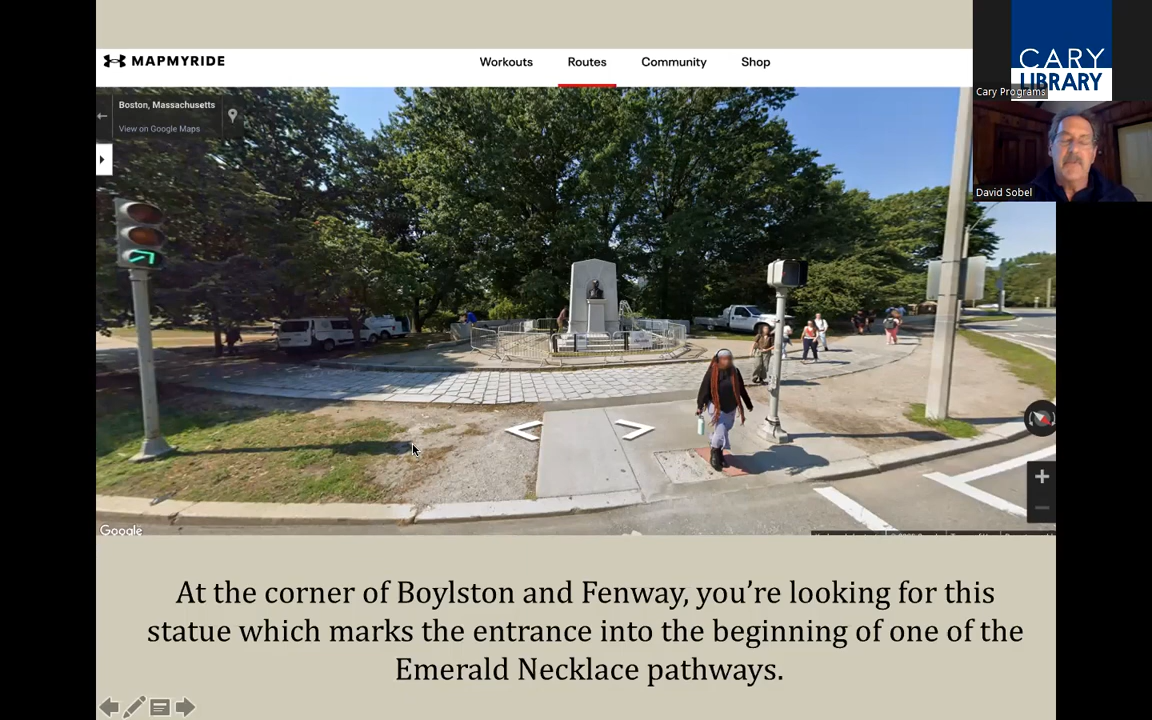 MAPMYRIDE
Workouts
Routes
Community
Shop
CARY
LIBRARY
Cary Programs
Boston, Massachusetts
View on Google Maps
David Sobel
Google
At the corner of Boylston and Fenway, you’re looking for this
statue which marks the entrance into the beginning of one of the
Emerald Necklace pathways.